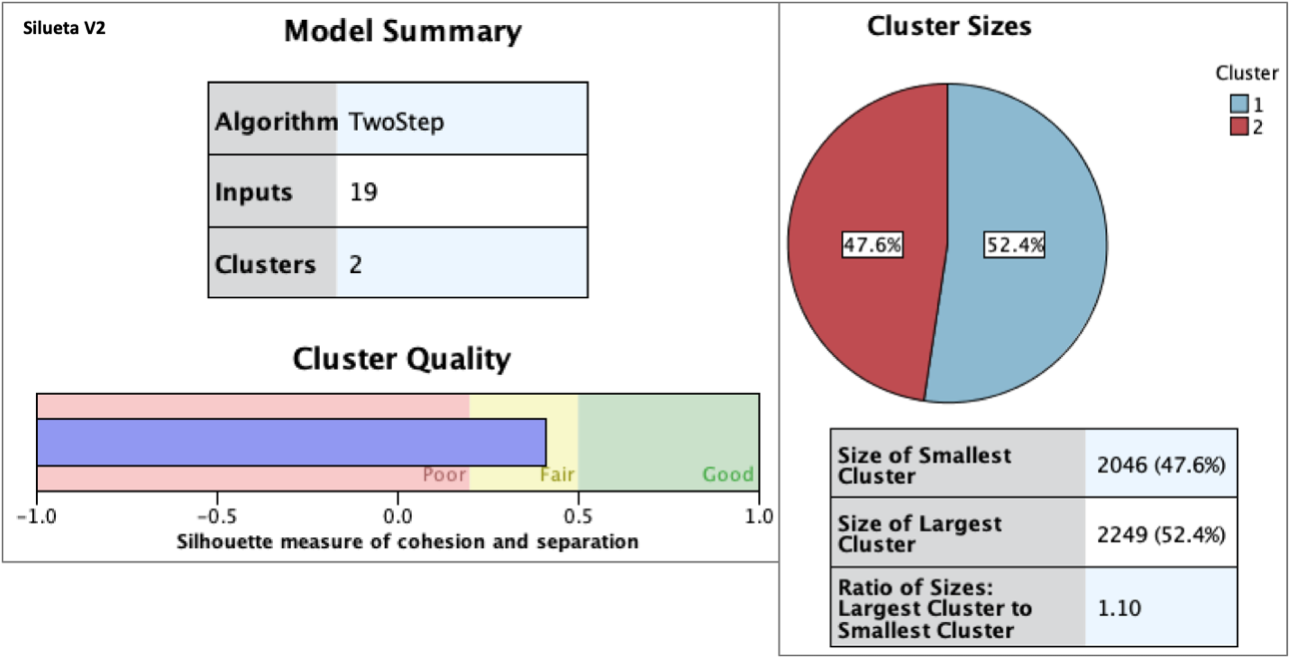 Silueta V2
Model Summary
Algorithm TwoStep
Inputs 19
Clusters 2
Cluster Quality
Poor Fair Good
-1.0 -0.5 0.0 0.5 1.0
Silhouette measure of cohesion and separation
Cluster Sizes
Cluster
1
2
47.6% 52.4%
Size of Smallest
Cluster
2046 (47.6%)
Size of Largest
Cluster
2249 (52.4%)
Ratio of Sizes:
Largest Cluster to
Smallest Cluster
1.10